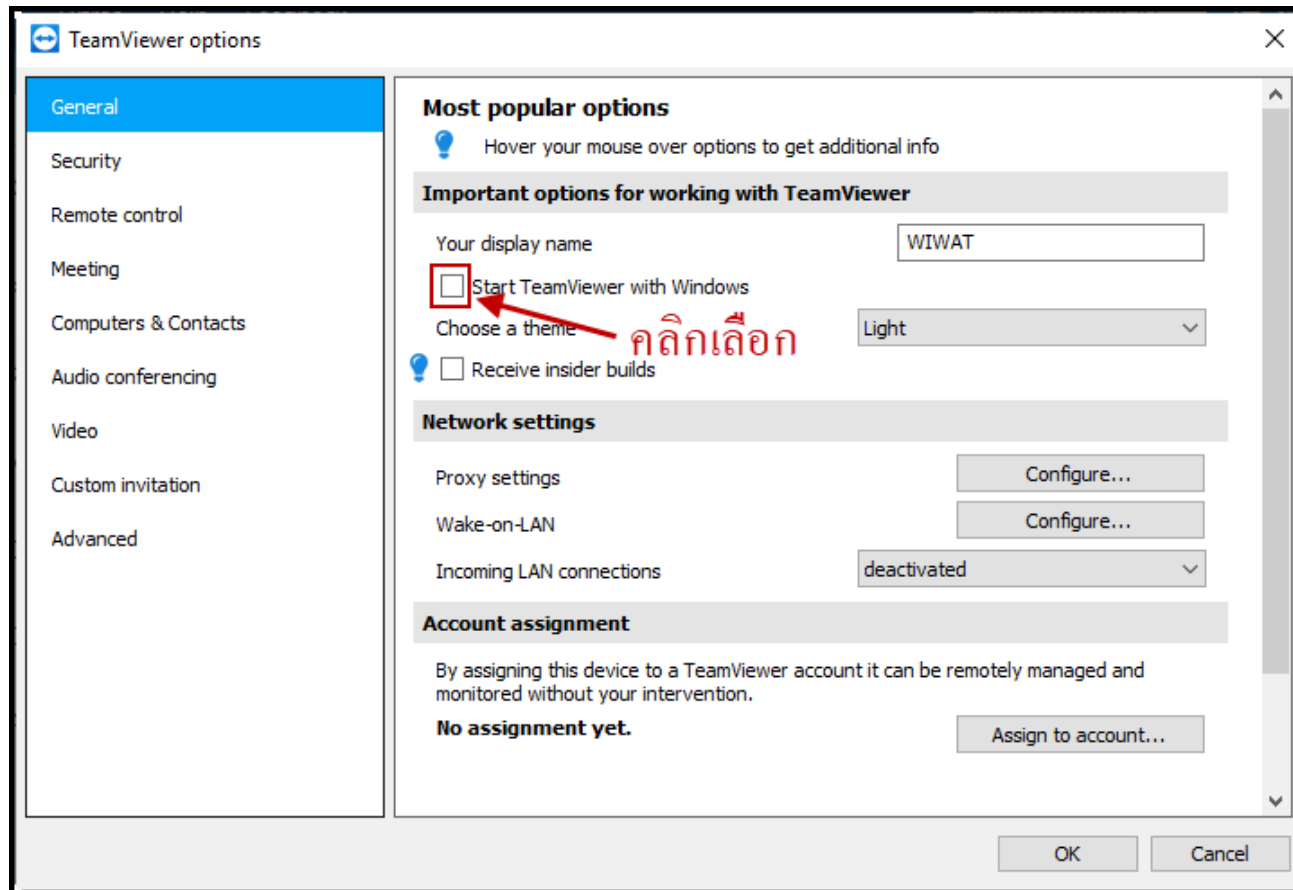 TeamViewer options
General
Security
Remote control
Meeting
Computers & Contacts
Audio conferencing
Video
Custom invitation
Advanced
Most popular options
Hover your mouse over options to get additional info
Important options for working with TeamViewer
Your display name WIWAT
Start TeamViewer with Windows
คลิกเลือก
Choose a theme Light
Receive insider builds
Network settings
Proxy settings Configure...
Wake-on-LAN Configure...
Incoming LAN connections deactivated
Account assignment
By assigning this device to a TeamViewer account it can be remotely managed and
monitored without your intervention.
No assignment yet. Assign to account...
OK Cancel